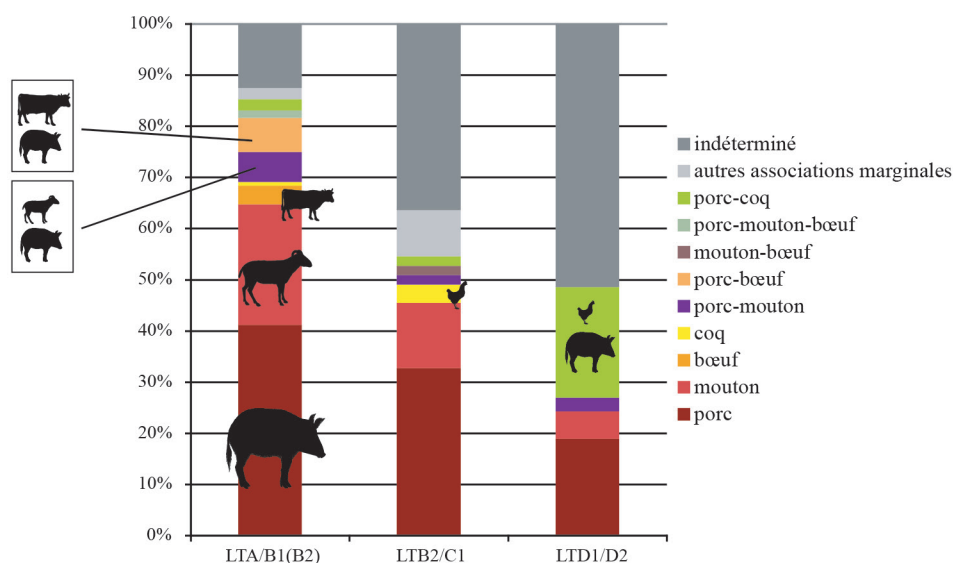 100%
90%
80%
70%
60%
50%
40%
30%
20%
10%
0%
LTA/B1(B2)
LTB2/C1
LTD1/D2
indéterminé
autres associations marginales
porc-coq
porc-mouton-bœuf
mouton-bœuf
porc-bœuf
porc-mouton
coq
bœuf
mouton
porc